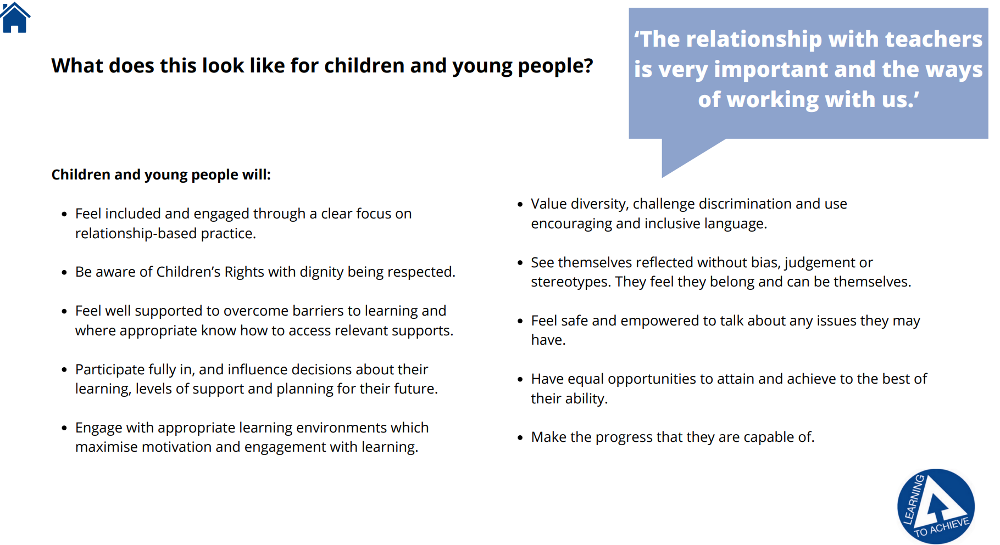 What does this look like for children and young people?
‘The relationship with teachers
is very important and the ways
of working with us.’
Children and young people will:
• Feel included and engaged through a clear focus on
relationship-based practice.
• Be aware of Children’s Rights with dignity being respected.
• Feel well supported to overcome barriers to learning and
where appropriate know how to access relevant supports.
• Participate fully in, and influence decisions about their
learning, levels of support and planning for their future.
• Engage with appropriate learning environments which
maximise motivation and engagement with learning.
• Value diversity, challenge discrimination and use
encouraging and inclusive language.
• See themselves reflected without bias, judgement or
stereotypes. They feel they belong and can be themselves.
• Feel safe and empowered to talk about any issues they may
have.
• Have equal opportunities to attain and achieve to the best of
their ability.
• Make the progress that they are capable of.
LEARNING
TO ACHIEVE